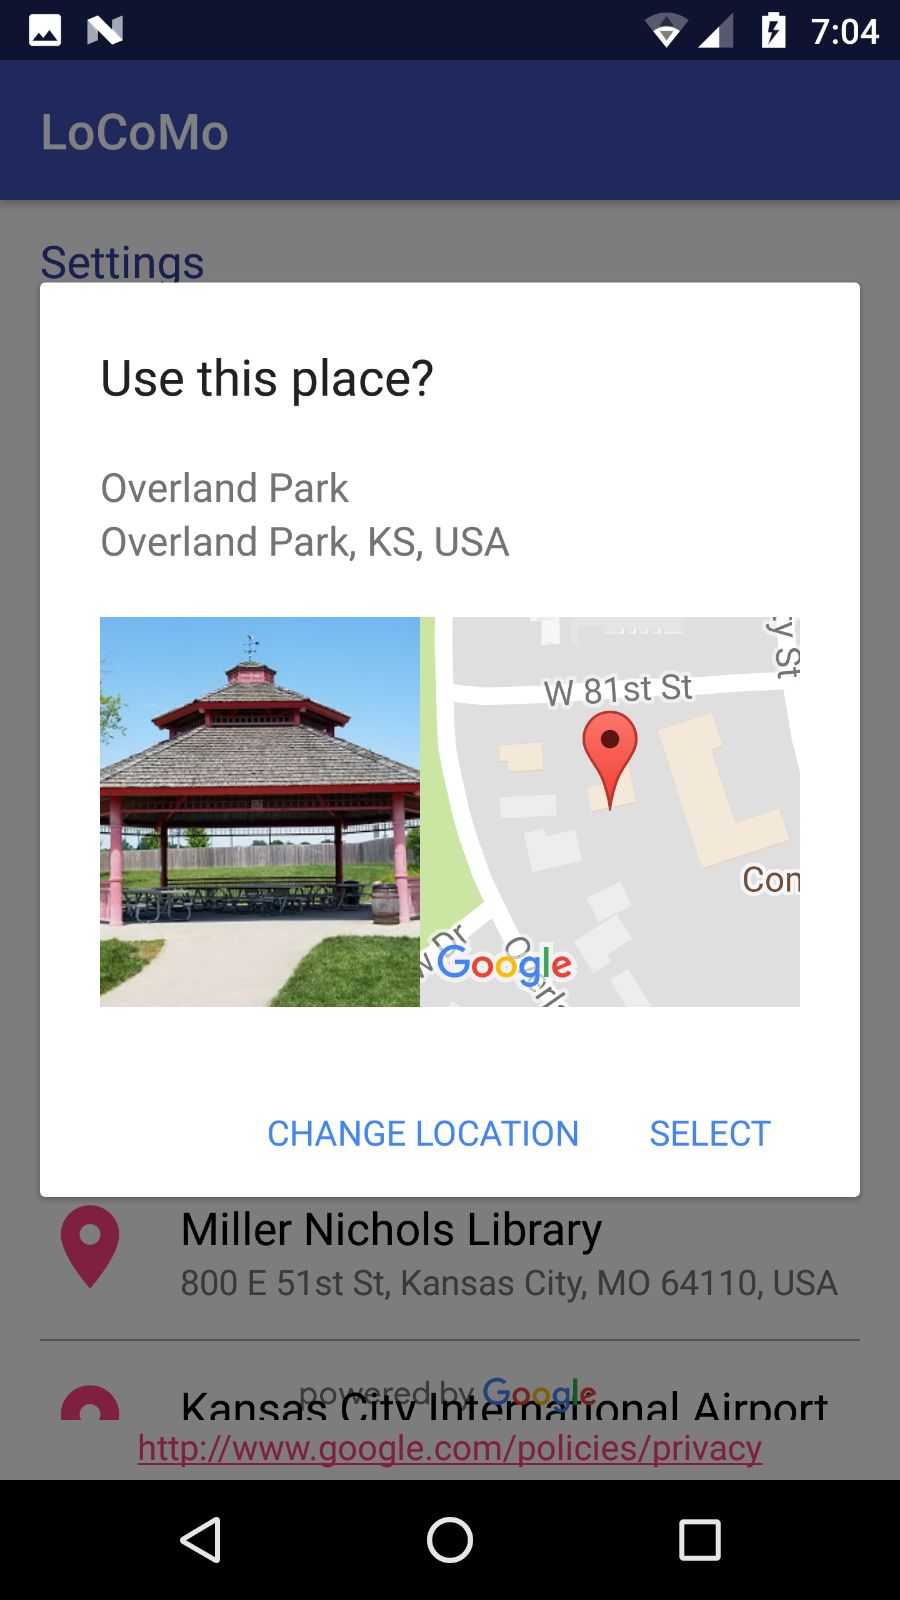 7:04
LoCoMo
Settings
Use this place?
Overland Park
Overland Park, KS, USA
y St
W 81st St
Con
Dr
Google
Overl
CHANGE LOCATION
SELECT
Miller Nichols Library
800 E 51st St, Kansas City, MO 64110, USA
powered by Google
Kansas City International Airport
http://www.google.com/policies/privacy